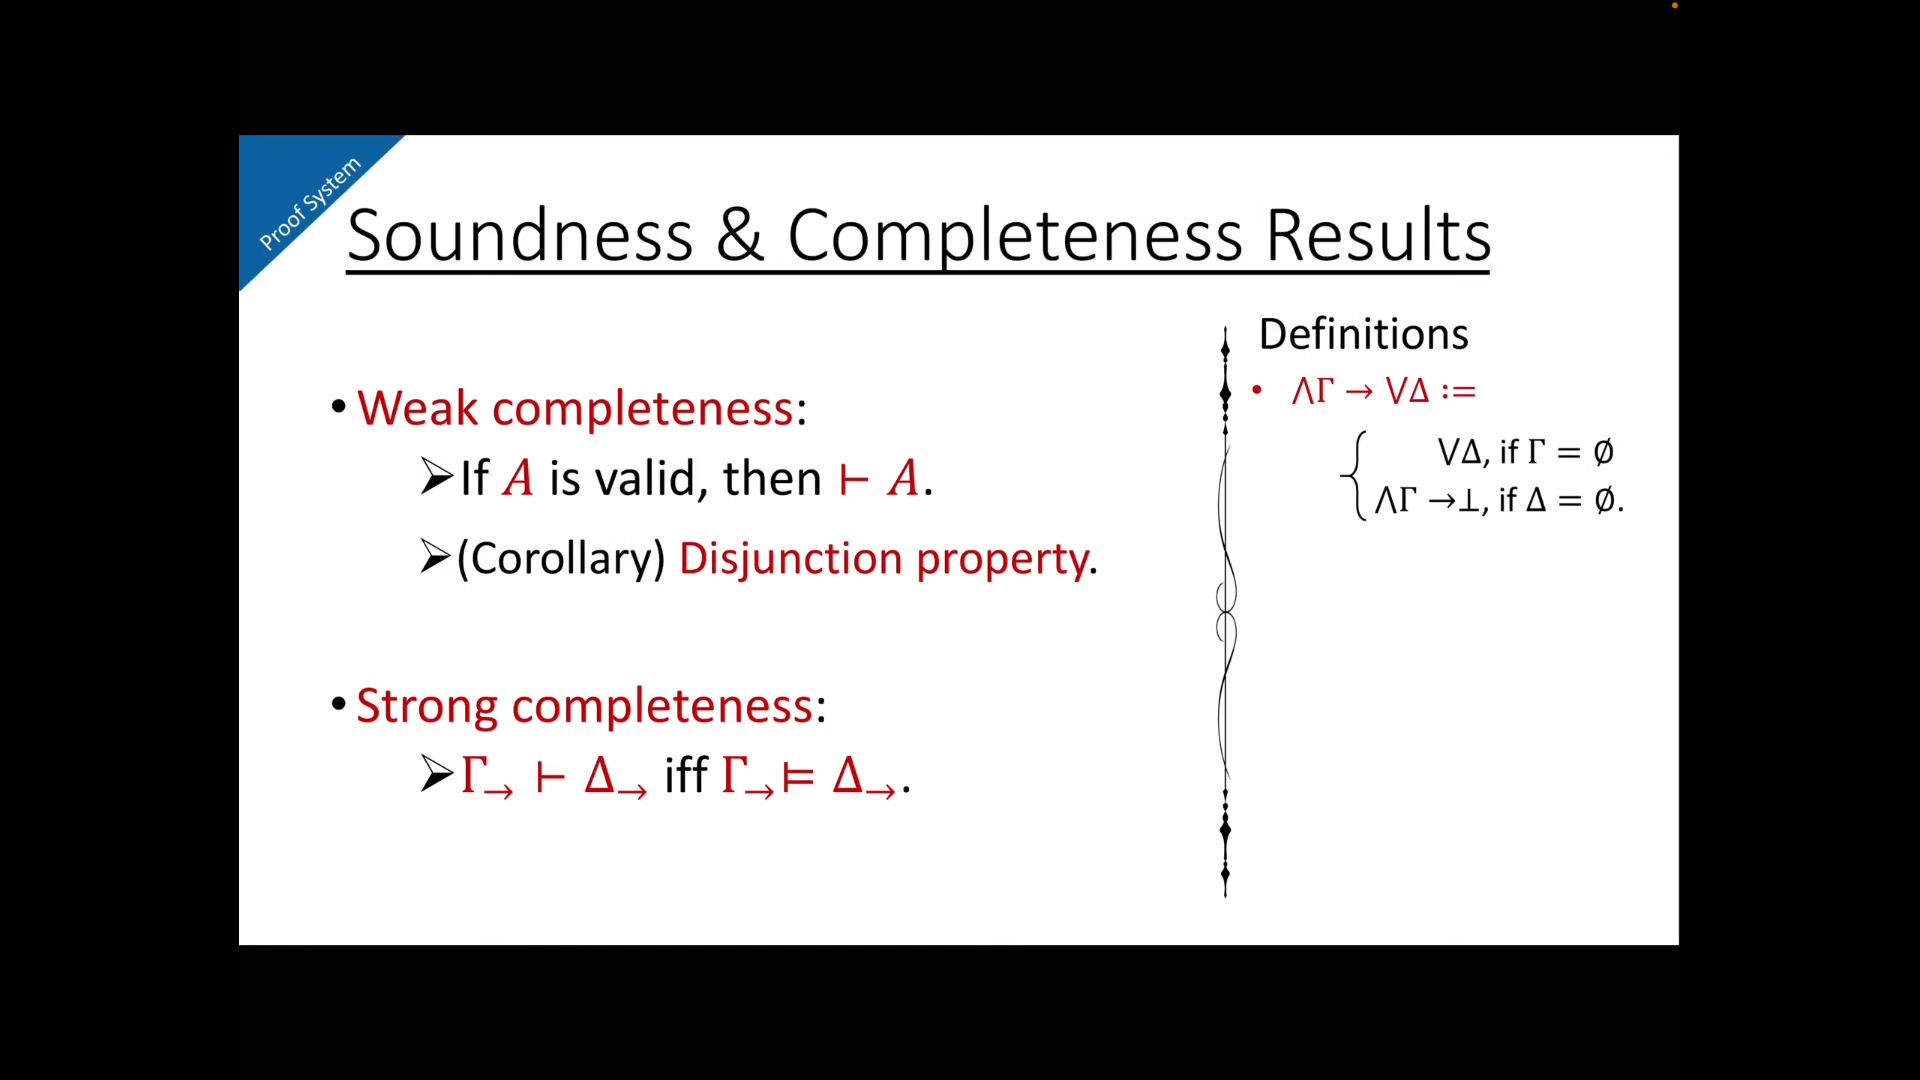 Proof System
Soundness & Completeness Results
• Weak completeness:
➢If A is valid, then ⊢ A.
➢(Corollary) Disjunction property.
• Strong completeness:
➢Γ→ ⊢ Δ→ iff Γ→⊨ Δ→.
Definitions
• ⋀Γ → ⋁Δ :=
⋁Δ, if Γ = ∅
⋀Γ →⊥, if Δ = ∅.